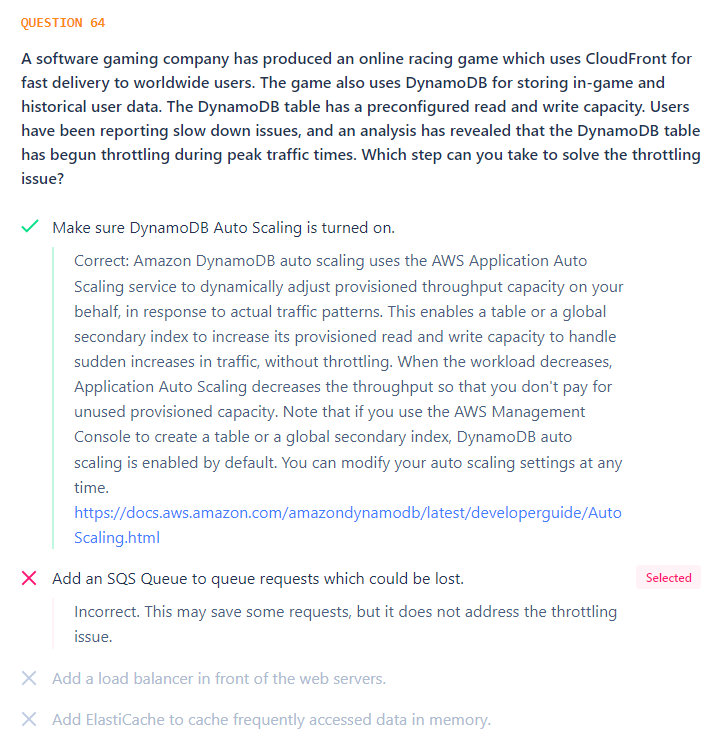 QUESTION 64
A software gaming company has produced an online racing game which uses CloudFront for
fast delivery to worldwide users. The game also uses DynamoDB for storing in-game and
historical user data. The DynamoDB table has a preconfigured read and write capacity. Users
have been reporting slow down issues, and an analysis has revealed that the DynamoDB table
has begun throttling during peak traffic times. Which step can you take to solve the throttling
issue?
Make sure DynamoDB Auto Scaling is turned on.
Correct: Amazon DynamoDB auto scaling uses the AWS Application Auto
Scaling service to dynamically adjust provisioned throughput capacity on your
behalf, in response to actual traffic patterns. This enables a table or a global
secondary index to increase its provisioned read and write capacity to handle
sudden increases in traffic, without throttling. When the workload decreases,
Application Auto Scaling decreases the throughput so that you don't pay for
unused provisioned capacity. Note that if you use the AWS Management
Console to create a table or a global secondary index, DynamoDB auto
scaling is enabled by default. You can modify your auto scaling settings at any
time.
https://docs.aws.amazon.com/amazondynamodb/latest/developerguide/Auto
Scaling.html
Add an SQS Queue to queue requests which could be lost.
Selected
Incorrect. This may save some requests, but it does not address the throttling
issue.
Add a load balancer in front of the web servers.
Add ElastiCache to cache frequently accessed data in memory.